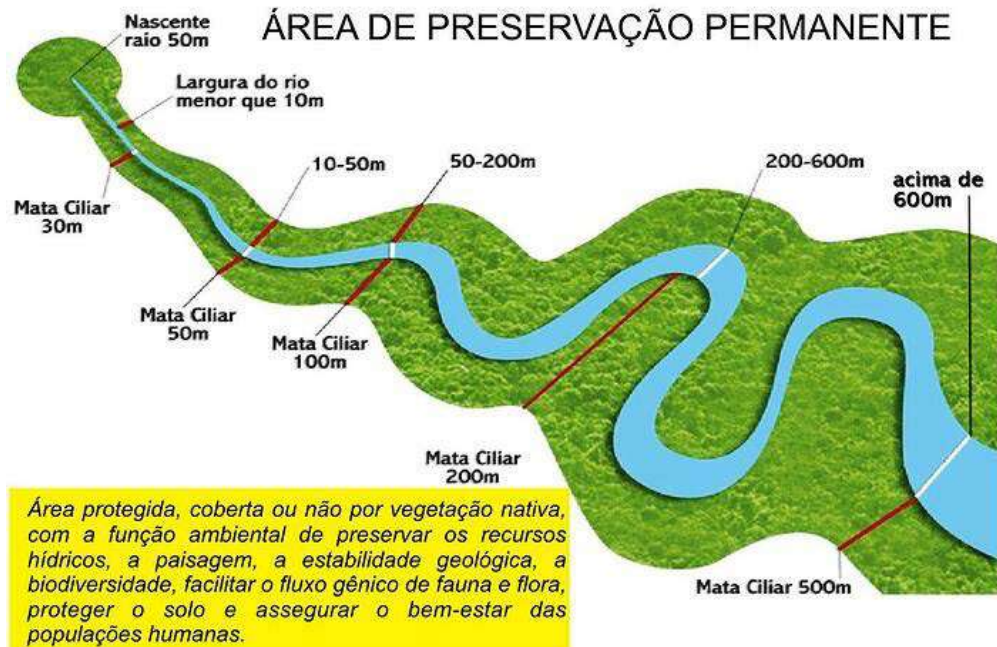 ÁREA DE PRESERVAÇÃO PERMANENTE
Nascente
raio 50m
Largura do rio
menor que 10m
10-50m
50-200m
200-600m
acima de
600m
Mata Ciliar
30m
Mata Ciliar
50m
Mata Ciliar
100m
Mata Ciliar
200m
Mata Ciliar 500m
Área protegida, coberta ou não por vegetação nativa,
com a função ambiental de preservar os recursos
hídricos, a paisagem, a estabilidade geológica, a
biodiversidade, facilitar o fluxo gênico de fauna e flora,
proteger o solo e assegurar o bem-estar das
populações humanas.